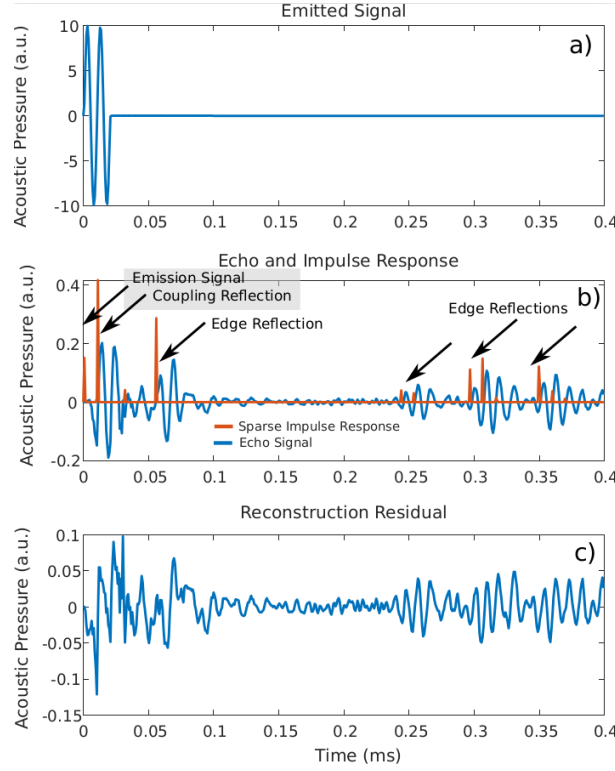 Emitted Signal
a)
Acoustic Pressure (a.u.)
10
5
0
-5
-10
0 0.05 0.1 0.15 0.2 0.25 0.3 0.35 0.4
Echo and Impulse Response
b)
Acoustic Pressure (a.u.)
0.4
0.2
0
-0.2
Emission Signal
Coupling Reflection
Edge Reflection
Edge Reflections
Sparse Impulse Response
Echo Signal
0 0.05 0.1 0.15 0.2 0.25 0.3 0.35 0.4
Reconstruction Residual
c)
Acoustic Pressure (a.u.)
0.1
0.05
0
-0.05
-0.1
-0.15
0 0.05 0.1 0.15 0.2 0.25 0.3 0.35 0.4
Time (ms)